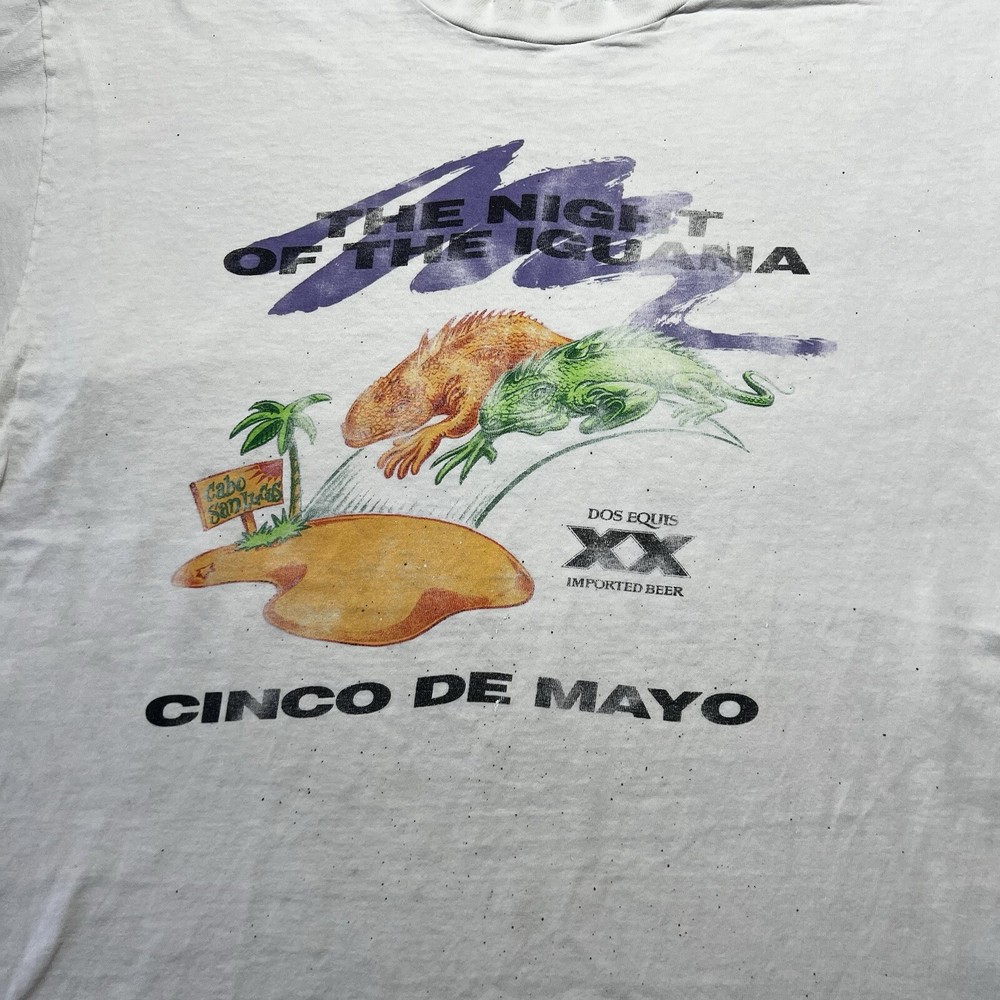 THE NIGHT
OF THE IGUANA
cabo
san lucas
DOS EQUIS
XX
IMPORTED BEER
CINCO DE MAYO